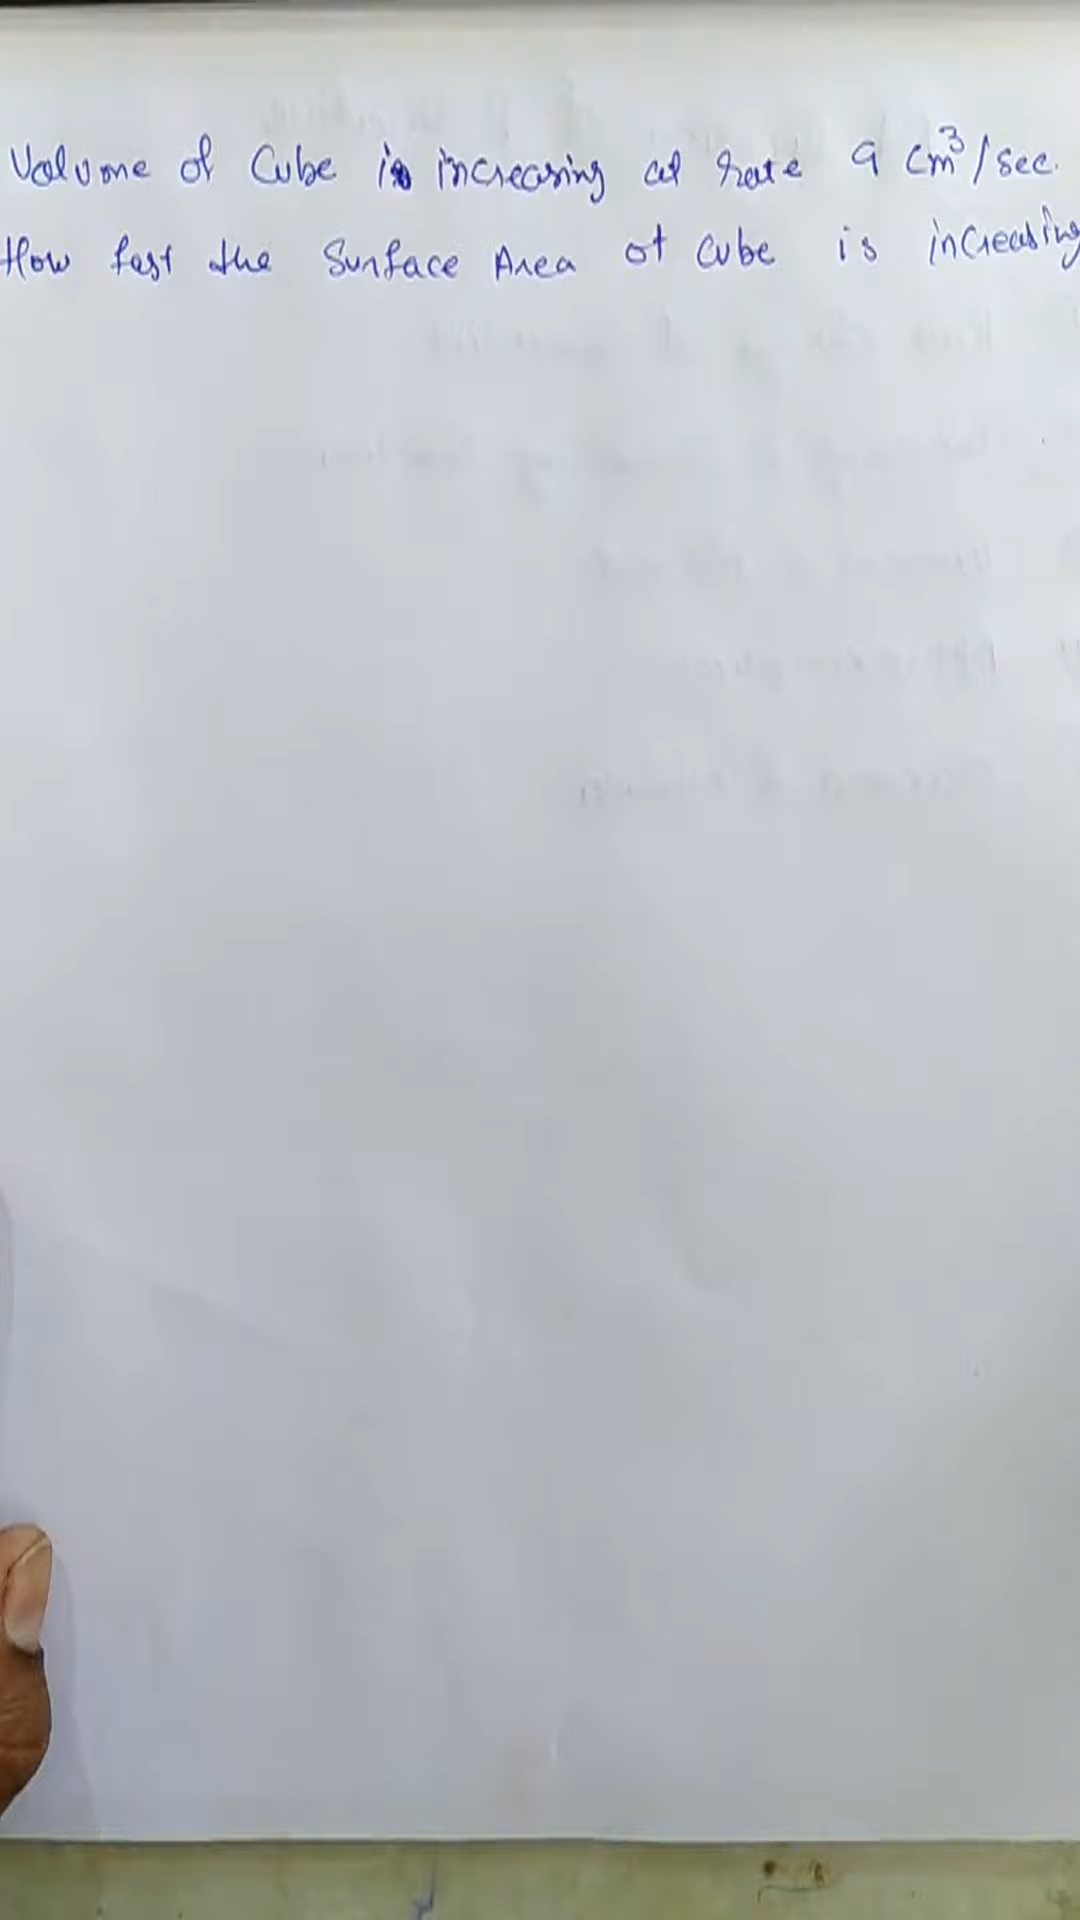 Volume of Cube is increasing at rate 9 cm³/sec.
How fast the Surface Area of cube is increasing